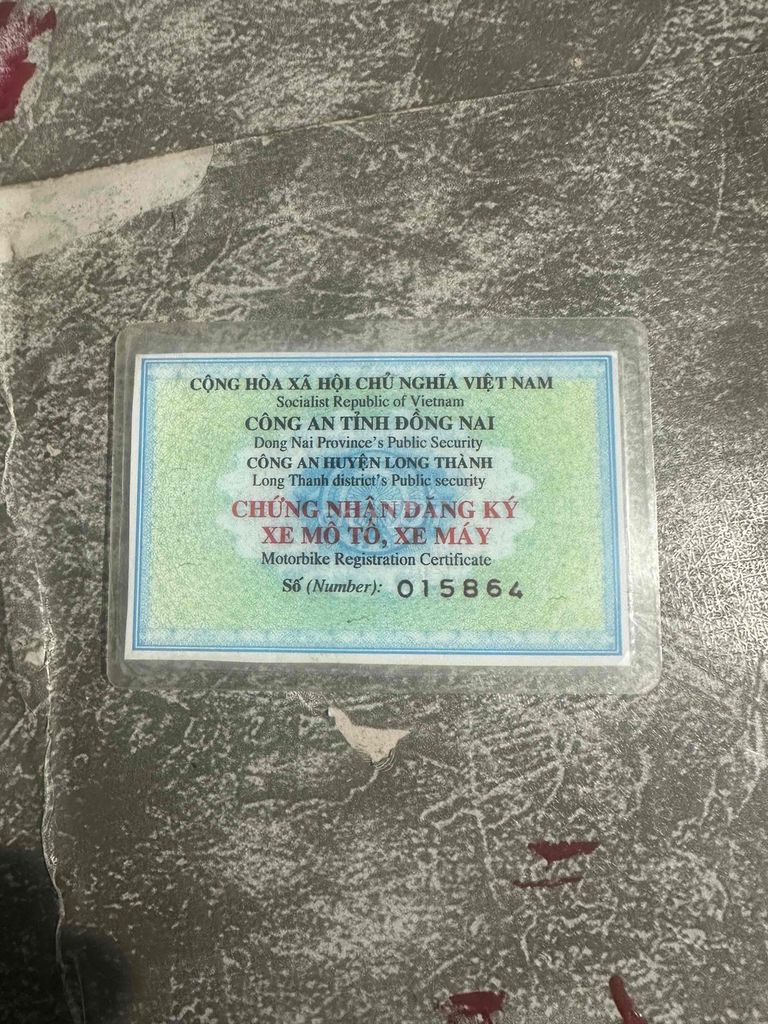 CỘNG HÒA XÃ HỘI CHỦ NGHĨA VIỆT NAM
Socialist Republic of Vietnam
CÔNG AN TỈNH ĐỒNG NAI
Dong Nai Province's Public Security
CÔNG AN HUYỆN LONG THÀNH
Long Thanh district's Public security
CHỨNG NHẬN ĐĂNG KÝ
XE MÔ TÔ, XE MÁY
Motorbike Registration Certificate
Số (Number): 015864